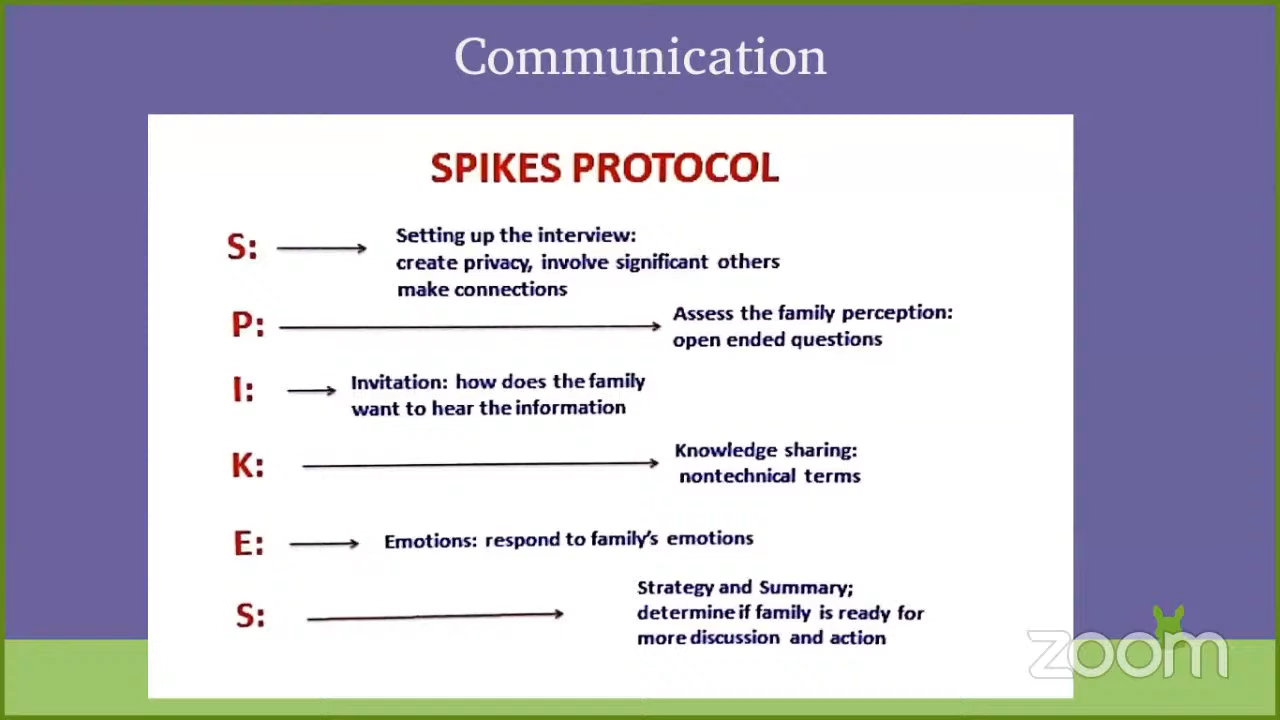 Communication
SPIKES PROTOCOL
S:
Setting up the interview:
create privacy, involve significant others
make connections
P:
Assess the family perception:
open ended questions
I:
Invitation: how does the family
want to hear the information
K:
Knowledge sharing:
nontechnical terms
E:
Emotions: respond to family's emotions
S:
Strategy and Summary;
determine if family is ready for
more discussion and action
zoom